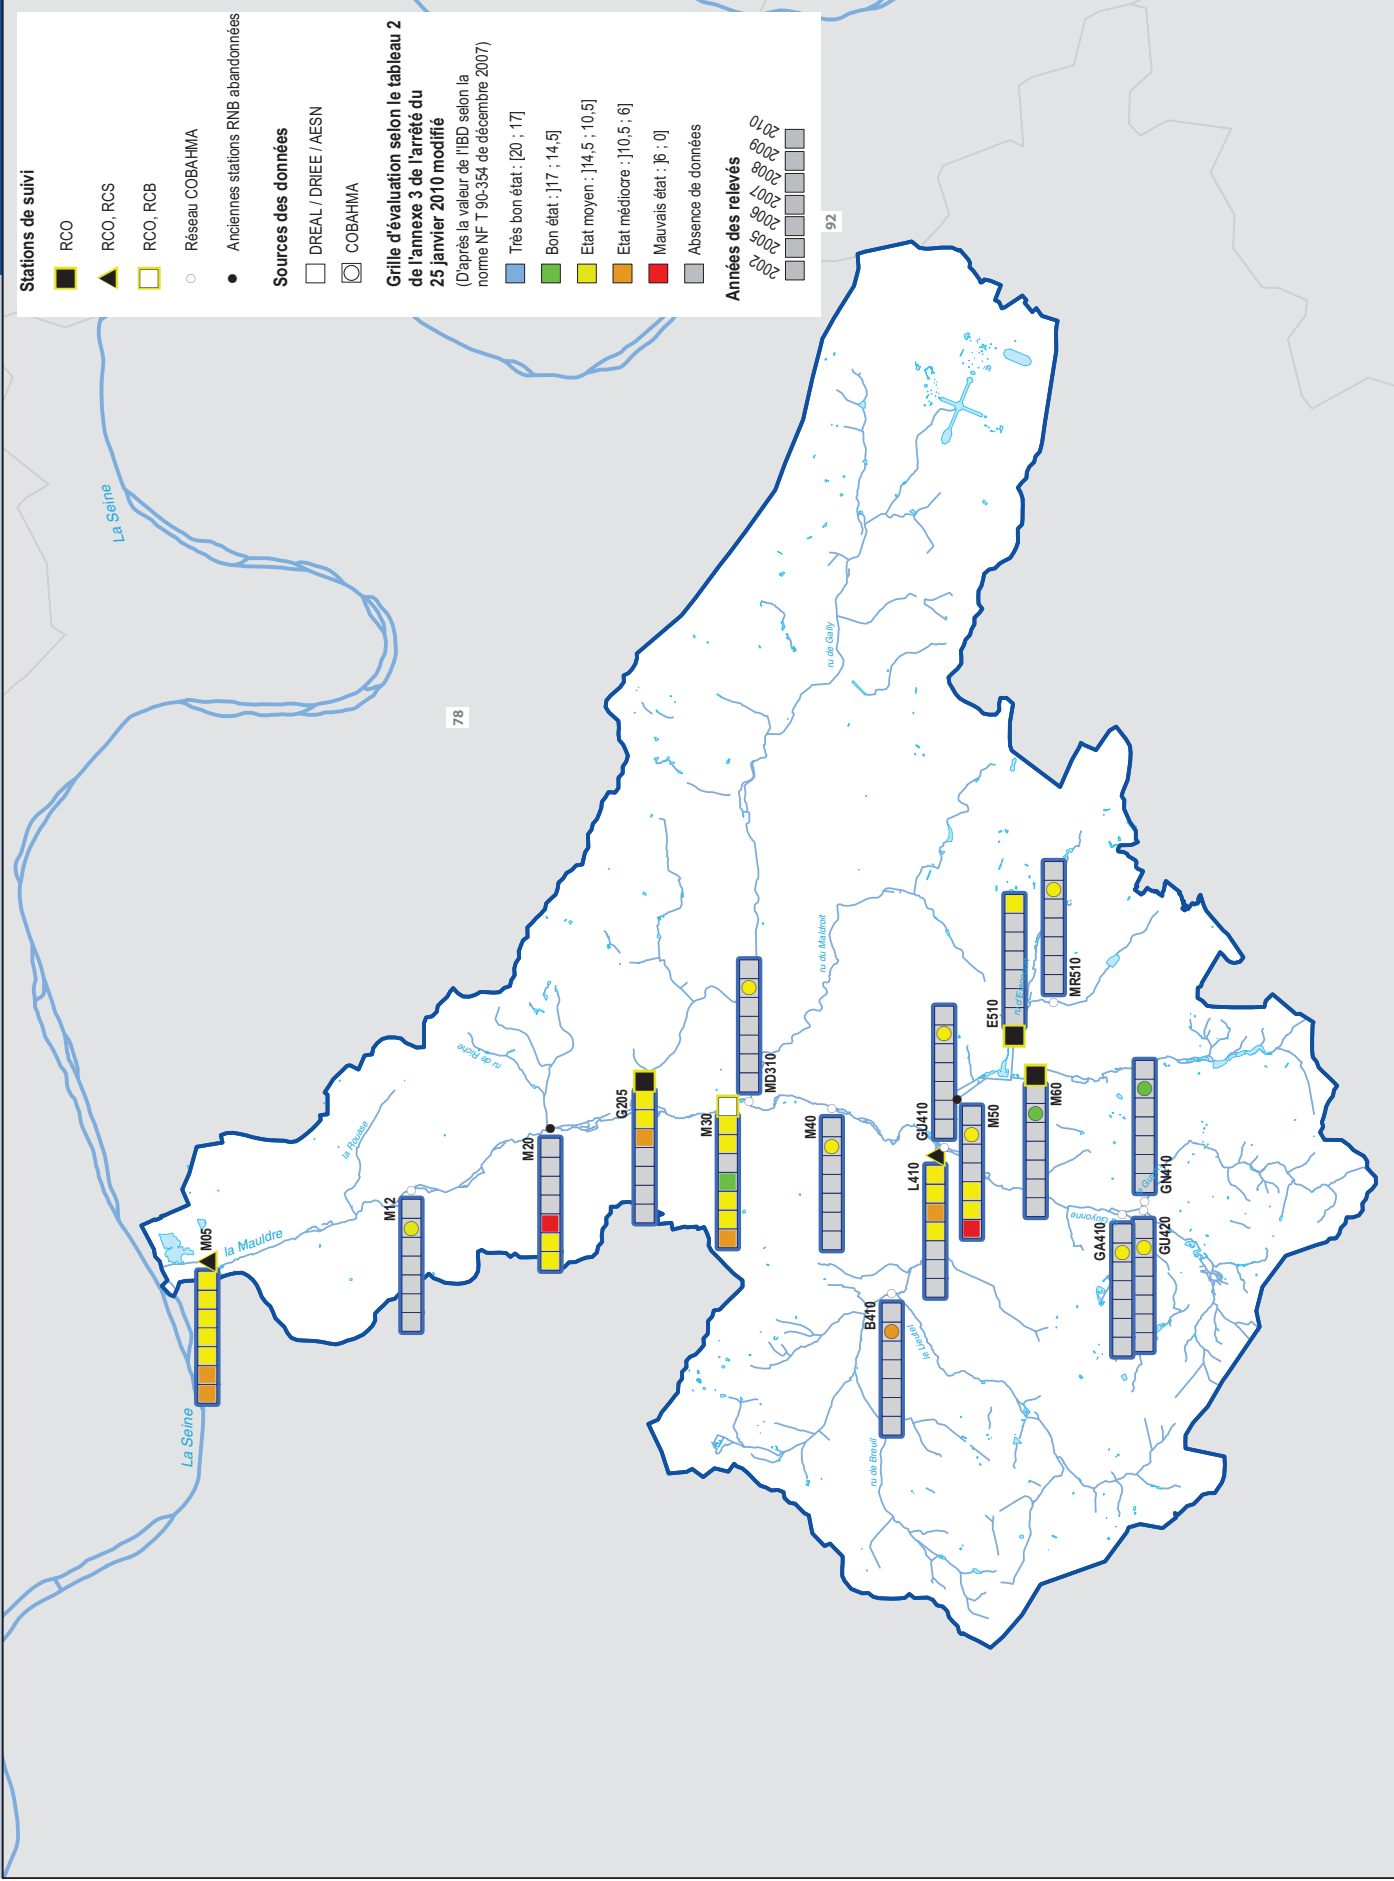 Stations de suivi
RCO
RCO, RCS
RCO, RCB
Réseau COBAHMA
Anciennes stations RNB abandonnées
Sources des données
DREAL / DRIEE / AESN
COBAHMA
Grille d'évaluation selon le tableau 2
de l'annexe 3 de l'arrêté du
25 janvier 2010 modifié
(D'après la valeur de l'IBD selon la
norme NF T 90-354 de décembre 2007)
Très bon état : [20 ; 17]
Bon état : ]17 ; 14,5]
Etat moyen : ]14,5 ; 10,5]
Etat médiocre : ]10,5 ; 6]
Mauvais état : ]6 ; 0]
Absence de données
Années des relevés
2002
2005
2006
2007
2008
2009
2010
La Seine
La Seine
78
92
la Mauldre
la Rouase
ru de Riche
ru de Gally
ru du Maldroit
le Lieutel
ru de Breuil
la Guyonne
M05
M12
M20
G205
M30
MD310
M40
B410
L410
GU410
M50
E510
MR510
M60
GN410
GA410
GU420